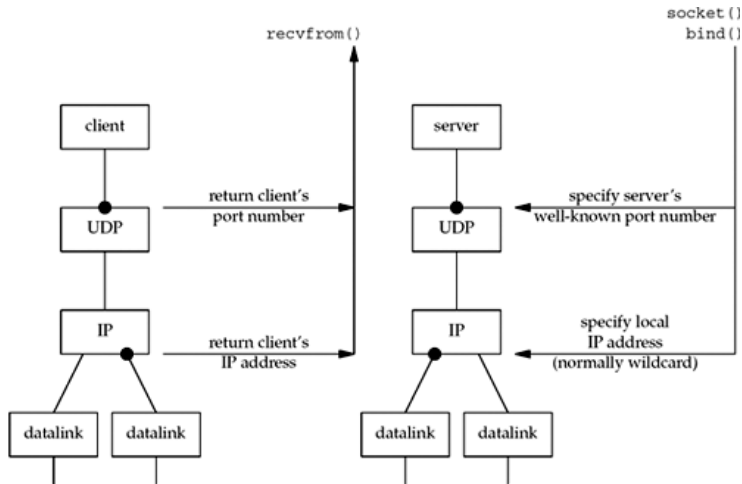 socket()
recvfrom()
bind()
client
server
return client's
port number
specify server's
well-known port number
UDP
UDP
IP
IP
return client's
IP address
specify local
IP address
(normally wildcard)
datalink
datalink
datalink
datalink